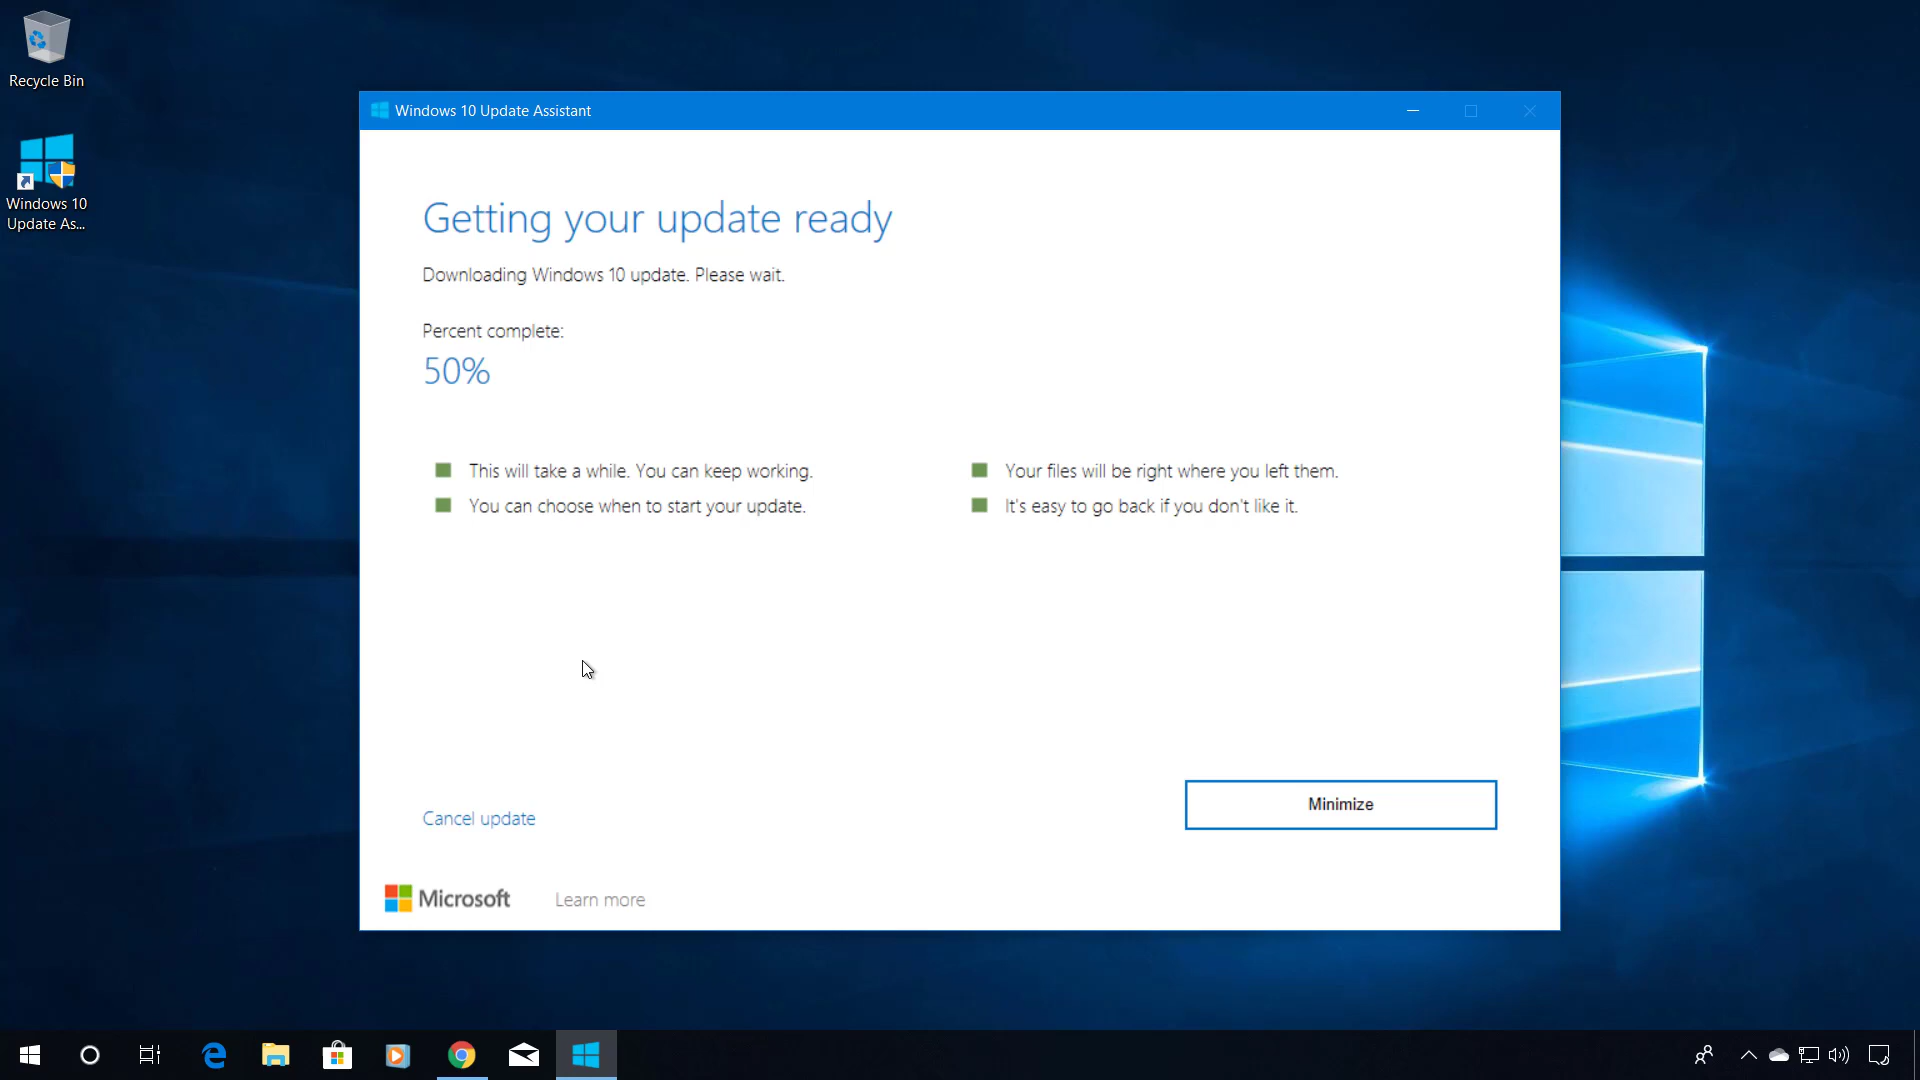 Recycle Bin
Windows 10
Update As...
Windows 10 Update Assistant
Getting your update ready
Downloading Windows 10 update. Please wait.
Percent complete:
50%
This will take a while. You can keep working.
You can choose when to start your update.
Your files will be right where you left them.
It's easy to go back if you don't like it.
Cancel update
Minimize
Microsoft
Learn more